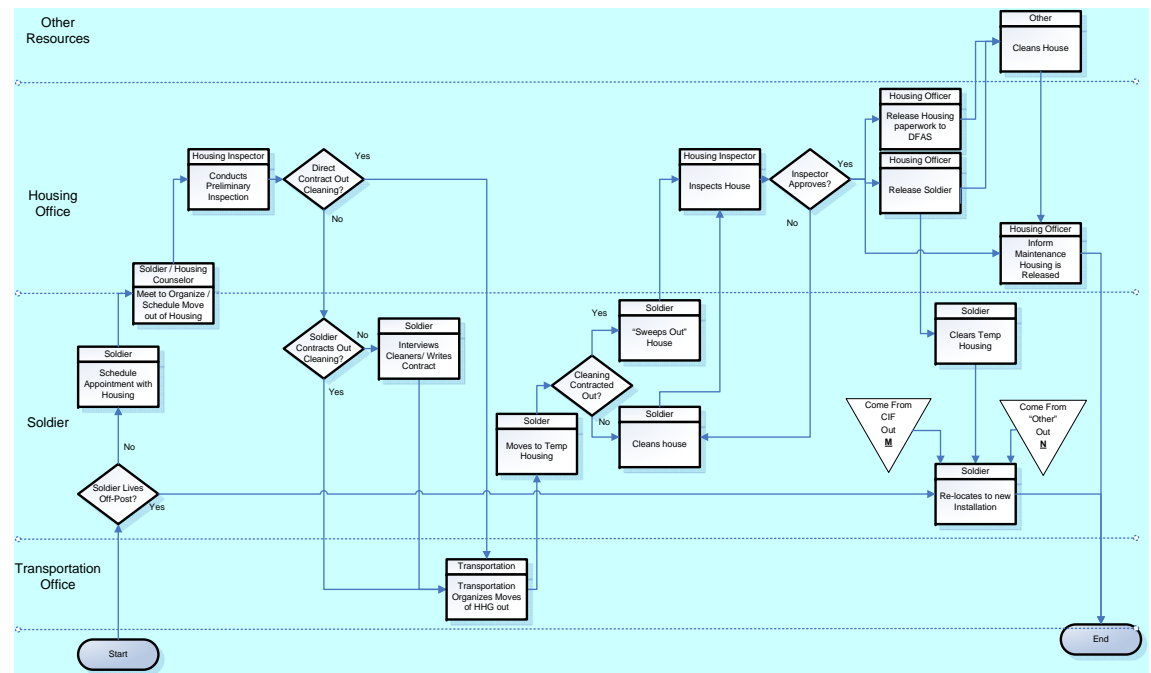 Other
Resources
Other
Cleans House
Housing Officer
Release Housing
paperwork to
DFAS
Housing Officer
Release Soldier
Housing Inspector
Conducts
Preliminary
Inspection
Direct
Contract Out
Cleaning?
Yes
No
Housing Inspector
Inspects House
Inspector
Approves?
Yes
No
Housing
Office
Housing Officer
Inform
Maintenance
Housing is
Released
Soldier / Housing
Counselor
Meet to Organize /
Schedule Move
out of Housing
Soldier
Schedule
Appointment with
Housing
Soldier
Contracts Out
Cleaning?
No
Yes
Soldier
Interviews
Cleaners/ Writes
Contract
Yes
Soldier
“Sweeps Out”
House
Cleaning
Contracted
Out?
No
Soldier
Cleans house
Soldier
Clears Temp
Housing
Soldier
Solder
Moves to Temp
Housing
Come From
CIF
Out
M
Come From
“Other”
Out
N
No
Soldier Lives
Off-Post?
Yes
Soldier
Re-locates to new
Installation
Transportation
Office
Transportation
Transportation
Organizes Moves
of HHG out
Start
End